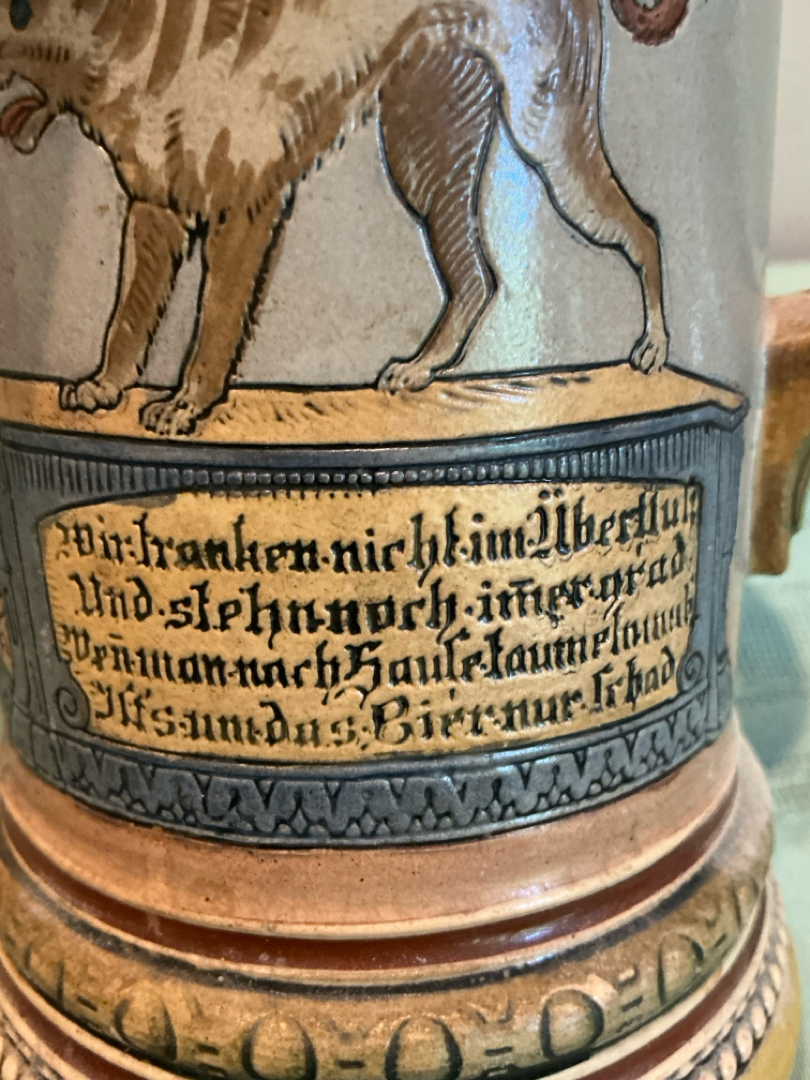 Wir·tranken·nicht·im·Überfluß
Und·stehn·noch·im̄er·grad·
Wen̄·man·nach·Hause·taumeln·muß
Ist's·um·das·Bier·nur·schad